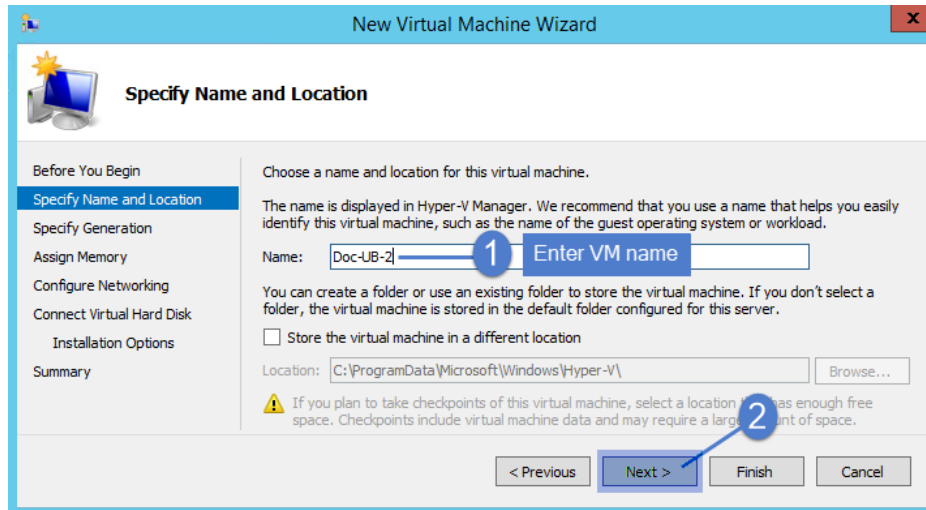 New Virtual Machine Wizard
x
Specify Name and Location
Before You Begin
Specify Name and Location
Specify Generation
Assign Memory
Configure Networking
Connect Virtual Hard Disk
Installation Options
Summary
Choose a name and location for this virtual machine.
The name is displayed in Hyper-V Manager. We recommend that you use a name that helps you easily
identify this virtual machine, such as the name of the guest operating system or workload.
Name: Doc-UB-2 1 Enter VM name
You can create a folder or use an existing folder to store the virtual machine. If you don't select a
folder, the virtual machine is stored in the default folder configured for this server.
Store the virtual machine in a different location
Location: C:\ProgramData\Microsoft\Windows\Hyper-V\ Browse...
If you plan to take checkpoints of this virtual machine, select a location has enough free
space. Checkpoints include virtual machine data and may require a large of space.
2
< Previous Next > Finish Cancel